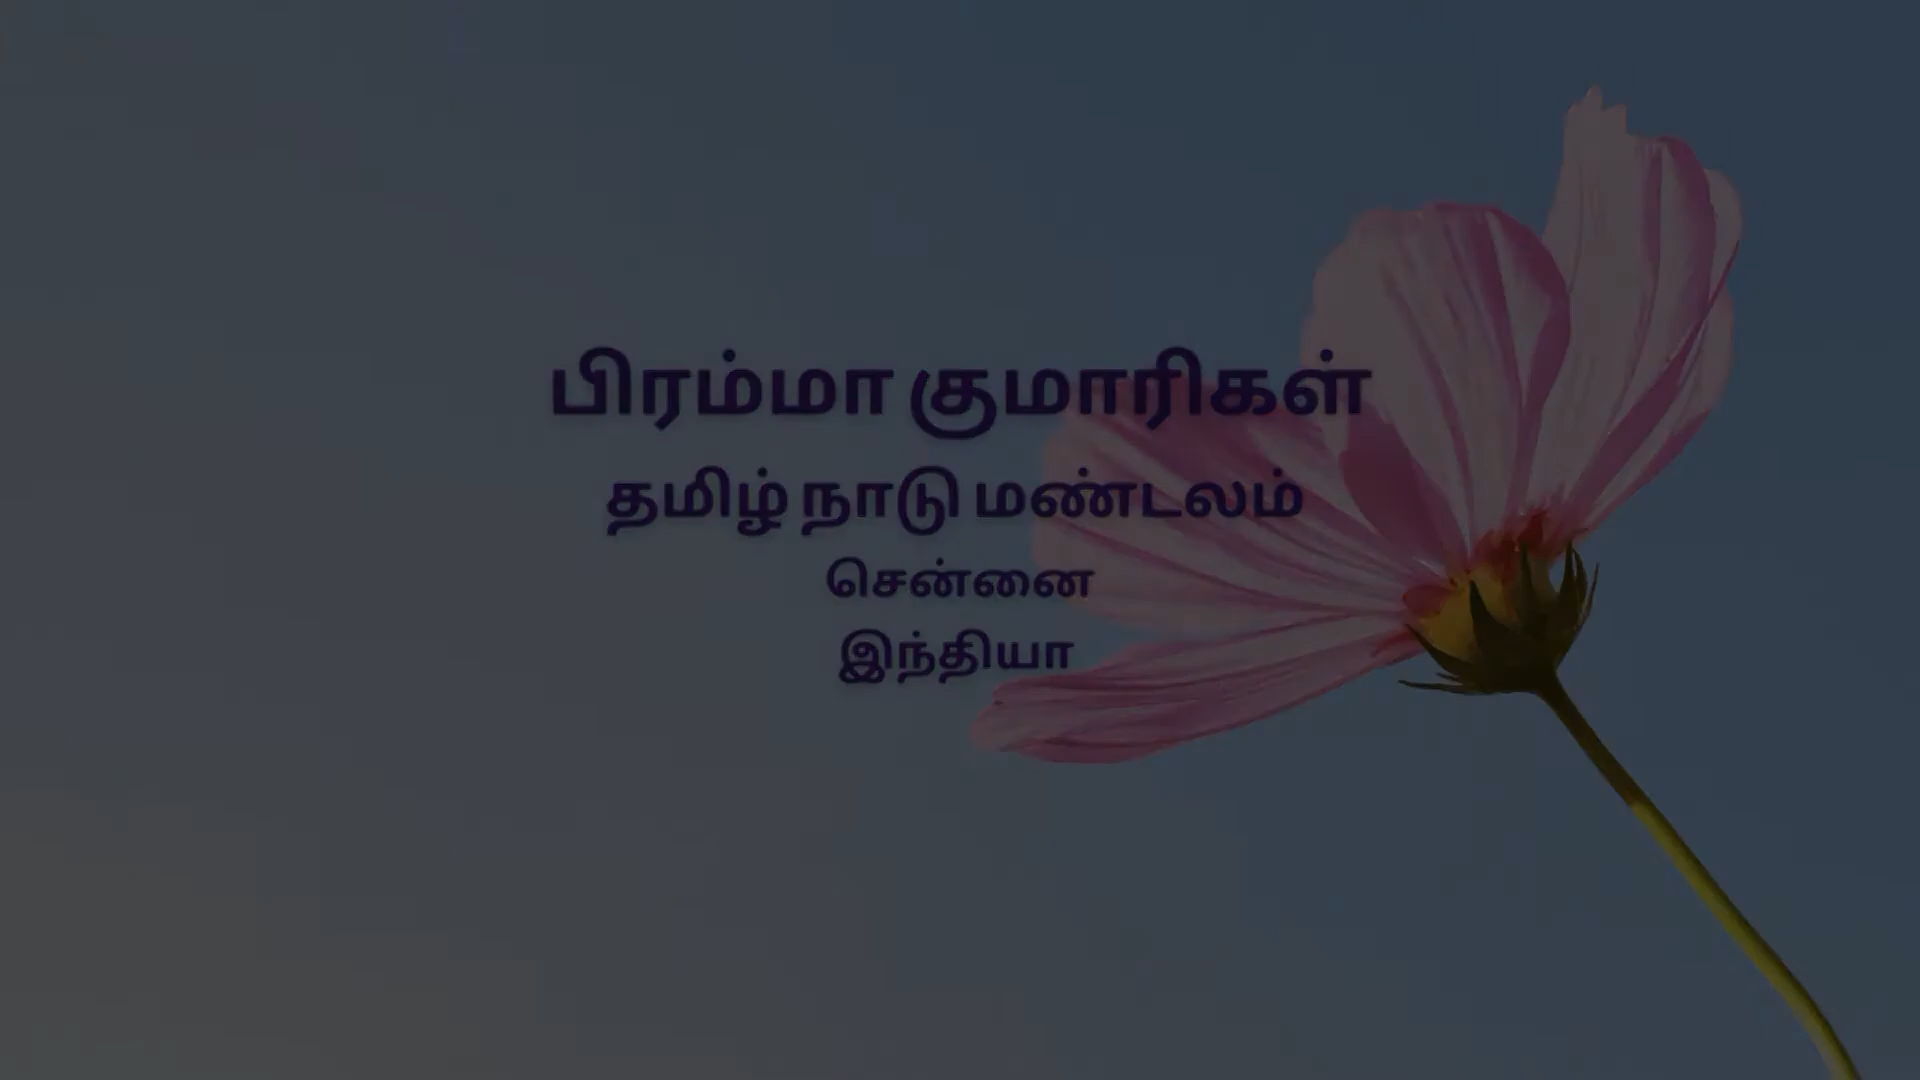 பிரம்மா குமாரிகள்
தமிழ் நாடு மண்டலம்
சென்னை
இந்தியா